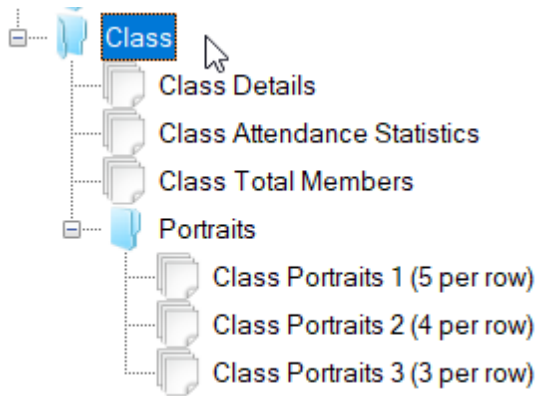 Class
Class Details
Class Attendance Statistics
Class Total Members
Portraits
Class Portraits 1 (5 per row)
Class Portraits 2 (4 per row)
Class Portraits 3 (3 per row)